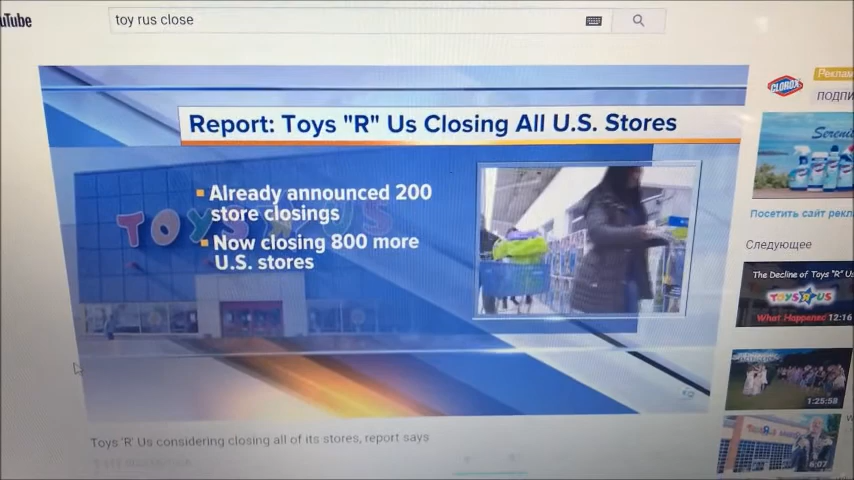 uTube
toy rus close
Report: Toys "R" Us Closing All U.S. Stores
Already announced 200
store closings
Now closing 800 more
U.S. stores
TOYS R US
Toys 'R' Us considering closing all of its stores, report says
CLOROX
Реклам
ПОДПИ
Посетить сайт рекл
Следующее
The Decline of Toys "R" Us
TOYS R US
What Happened
12:16
1:25:58
6:07